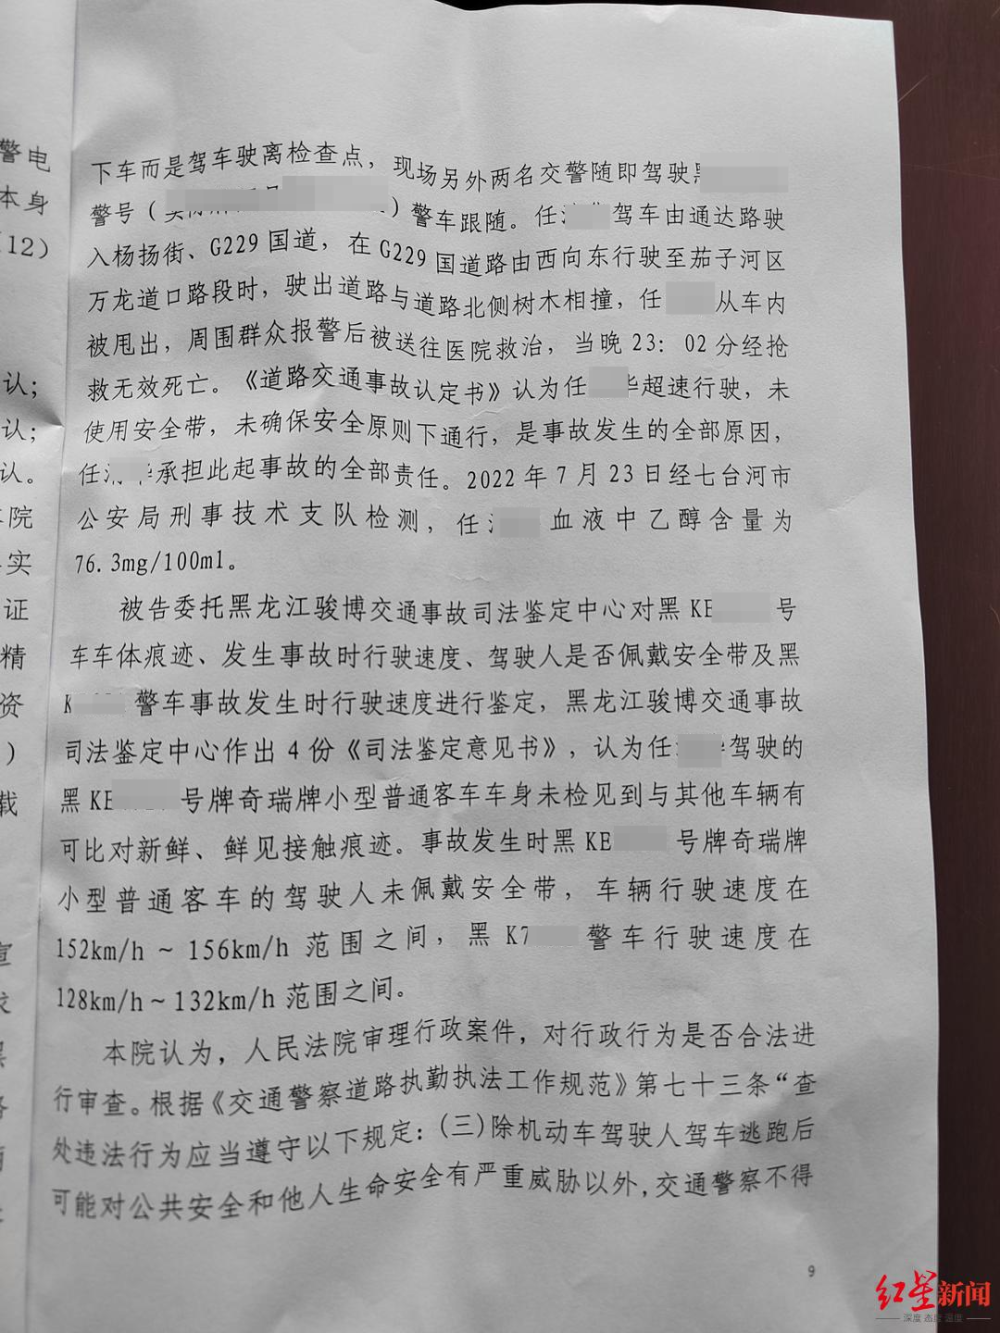 警电
本身
12)
认;
认;
认。
院
实
证
精
资
)
载
下车而是驾车驶离检查点，现场另外两名交警随即驾驶黑
警号（）警车跟随。任驾车由通达路驶
入杨扬街、G229国道，在G229国道路由西向东行驶至茄子河区
万龙道口路段时，驶出道路与道路北侧树木相撞，任从车内
被甩出，周围群众报警后被送往医院救治，当晚23：02分经抢
救无效死亡。《道路交通事故认定书》认为任华超速行驶，未
使用安全带，未确保安全原则下通行，是事故发生的全部原因，
任承担此起事故的全部责任。2022年7月23日经七台河市
公安局刑事技术支队检测，任血液中乙醇含量为
76.3mg/100ml。
被告委托黑龙江骏博交通事故司法鉴定中心对黑KE号
车车体痕迹、发生事故时行驶速度、驾驶人是否佩戴安全带及黑
K警车事故发生时行驶速度进行鉴定，黑龙江骏博交通事故
司法鉴定中心作出4份《司法鉴定意见书》，认为任驾驶的
黑KE号牌奇瑞牌小型普通客车车身未检见到与其他车辆有
可比对新鲜、鲜见接触痕迹。事故发生时黑KE号牌奇瑞牌
小型普通客车的驾驶人未佩戴安全带，车辆行驶速度在
152km/h～156km/h范围之间，黑K7警车行驶速度在
128km/h～132km/h范围之间。
本院认为，人民法院审理行政案件，对行政行为是否合法进
行审查。根据《交通警察道路执勤执法工作规范》第七十三条“查
处违法行为应当遵守以下规定：(三)除机动车驾驶人驾车逃跑后
可能对公共安全和他人生命安全有严重威胁以外，交通警察不得
9
红星新闻
深度 态度 温度